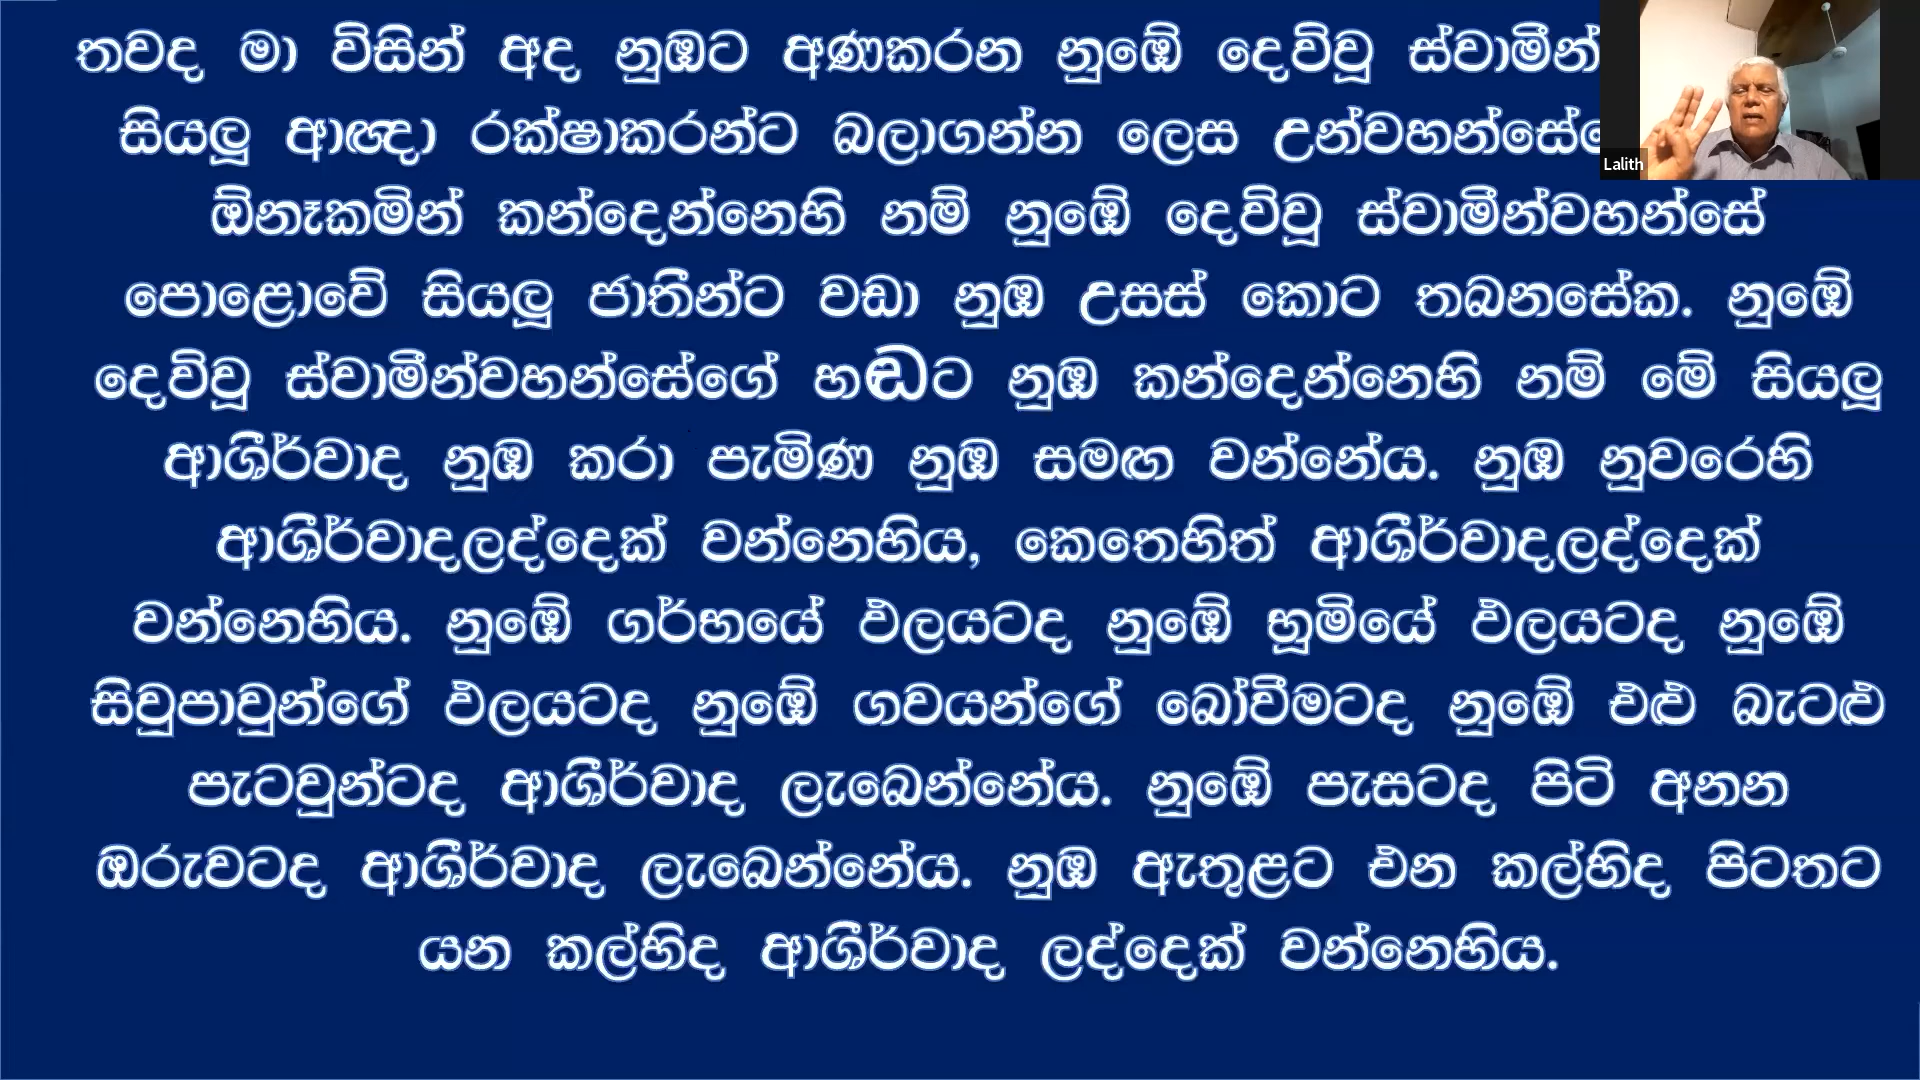 තවද මා විසින් අද නුඹට අණකරන නුඹේ දෙවිවූ ස්වාමීන්
සියලු ආඥා රක්ෂාකරන්ට බලාගන්න ලෙස
ඕනෑකමින් කන්දෙන්නෙහි නම් නුඹේ දෙවිවූ ස්වාමීන්වහන්සේ
පොළොවේ සියලු ජාතීන්ට වඩා නුඹ උසස් කොට තබනසේක. නුඹේ
දෙවිවූ ස්වාමීන්වහන්සේගේ හඬට නුඹ කන්දෙන්නෙහි නම් මේ සියලු
ආශීර්වාද නුඹ කරා පැමිණ නුඹ සමඟ වන්නේය. නුඹ නුවරෙහි
ආශීර්වාදලද්දෙක් වන්නෙහිය, කෙතෙහිත් ආශීර්වාදලද්දෙක්
වන්නෙහිය. නුඹේ ගර්භයේ ඵලයටද නුඹේ භූමියේ ඵලයටද නුඹේ
සිවුපාවුන්ගේ ඵලයටද නුඹේ ගවයන්ගේ බෝවීමටද නුඹේ එළු බැටළු
පැටවුන්ටද ආශීර්වාද ලැබෙන්නේය. නුඹේ පැසටද පිටි අනන
ඔරුවටද ආශීර්වාද ලැබෙන්නේය. නුඹ ඇතුළට එන කල්හිද පිටතට
යන කල්හිද ආශීර්වාද ලද්දෙක් වන්නෙහිය.
Lalith